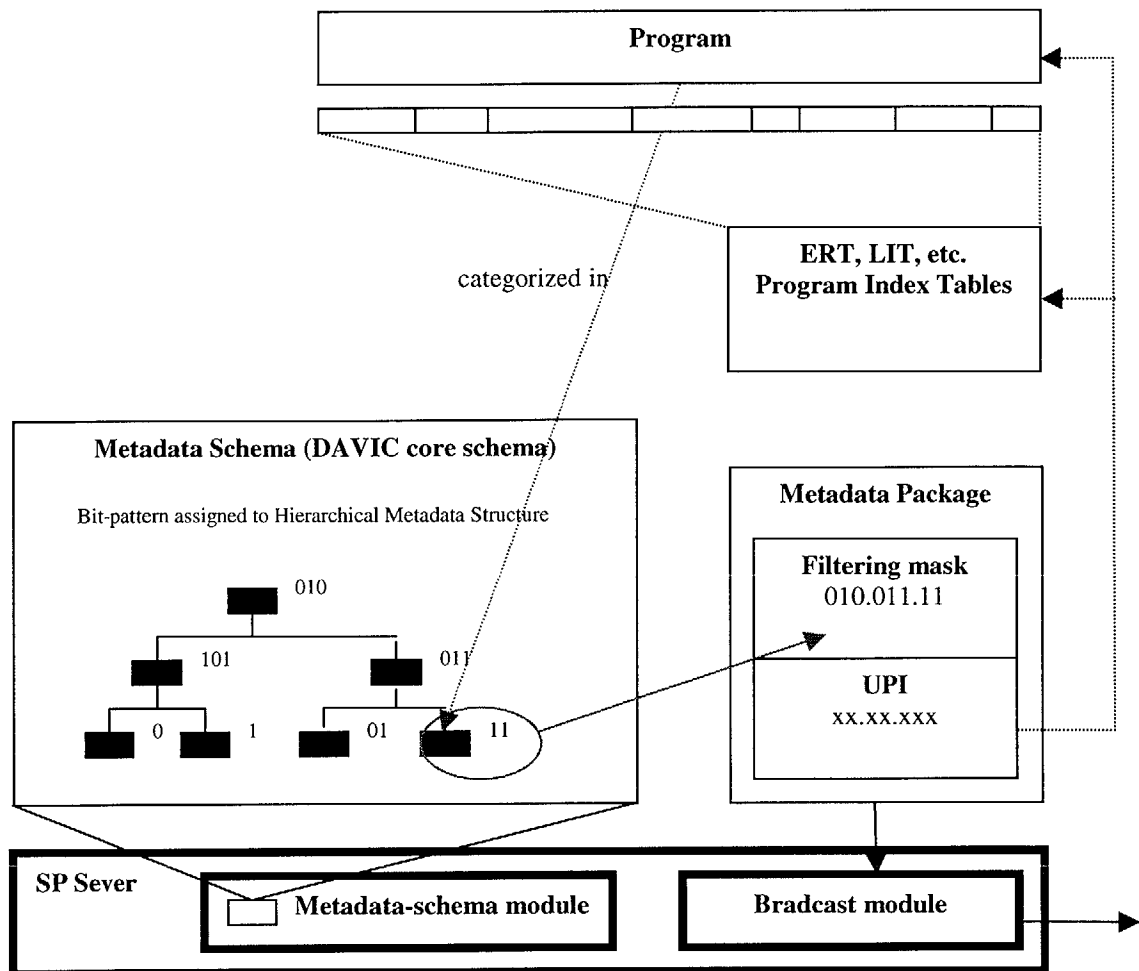 Program
ERT, LIT, etc.
Program Index Tables
categorized in
Metadata Schema (DAVIC core schema)
Bit-pattern assigned to Hierarchical Metadata Structure
010
101
011
0
1
01
11
Metadata Package
Filtering mask
010.011.11
UPI
xx.xx.xxx
SP Sever
Metadata-schema module
Bradcast module